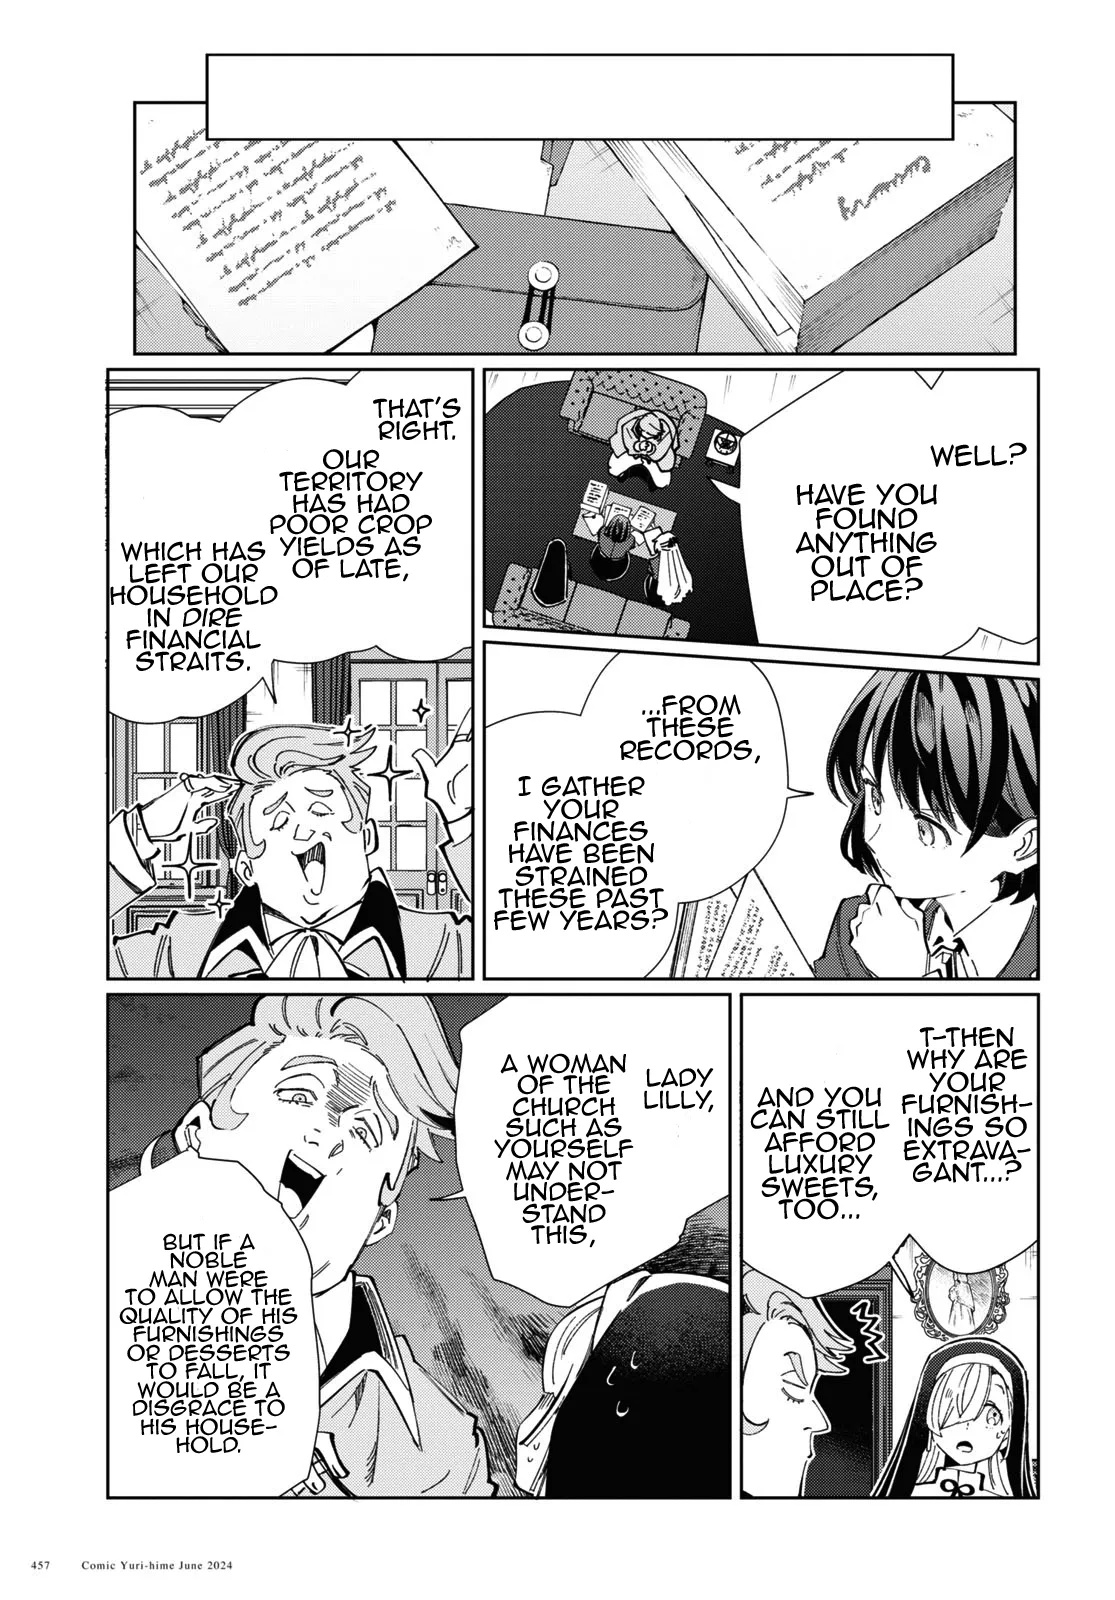 WELL?
HAVE YOU
FOUND
ANYTHING
OUT OF
PLACE?
...FROM
THESE
RECORDS,
I GATHER
YOUR
FINANCES
HAVE BEEN
STRAINED
THESE PAST
FEW YEARS?
THAT'S
RIGHT.
OUR
TERRITORY
HAS HAD
POOR CROP
YIELDS AS
OF LATE,
WHICH HAS
LEFT OUR
HOUSEHOLD
IN DIRE
FINANCIAL
STRAITS.
T-THEN
WHY ARE
YOUR
FURNISH-
INGS SO
EXTRAVA-
GANT...?
AND YOU
CAN STILL
AFFORD
LUXURY
SWEETS,
TOO...
LADY
LILLY,
A WOMAN
OF THE
CHURCH
SUCH AS
YOURSELF
MAY NOT
UNDER-
STAND
THIS,
BUT IF A
NOBLE
MAN WERE
TO ALLOW THE
QUALITY OF HIS
FURNISHINGS
OR DESSERTS
TO FALL, IT
WOULD BE A
DISGRACE TO
HIS HOUSE-
HOLD.
457 Comic Yuri-hime June 2024